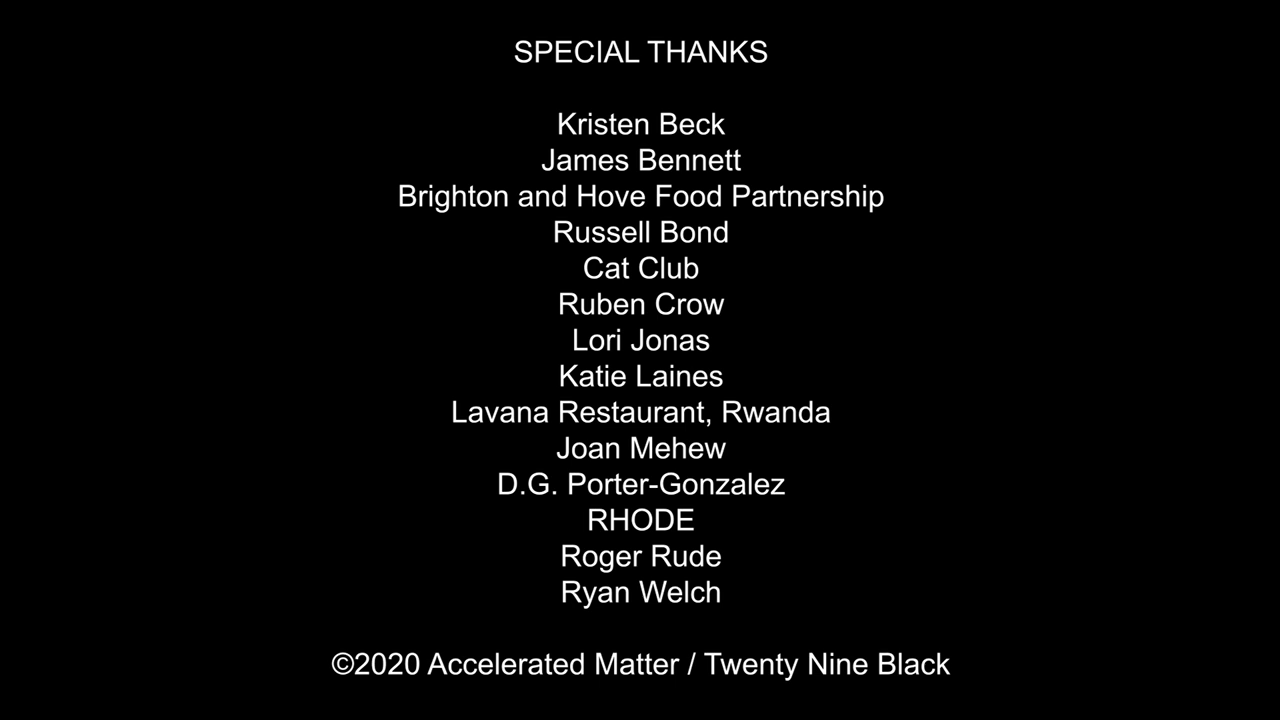 SPECIAL THANKS
Kristen Beck
James Bennett
Brighton and Hove Food Partnership
Russell Bond
Cat Club
Ruben Crow
Lori Jonas
Katie Laines
Lavana Restaurant, Rwanda
Joan Mehew
D.G. Porter-Gonzalez
RHODE
Roger Rude
Ryan Welch
©2020 Accelerated Matter / Twenty Nine Black